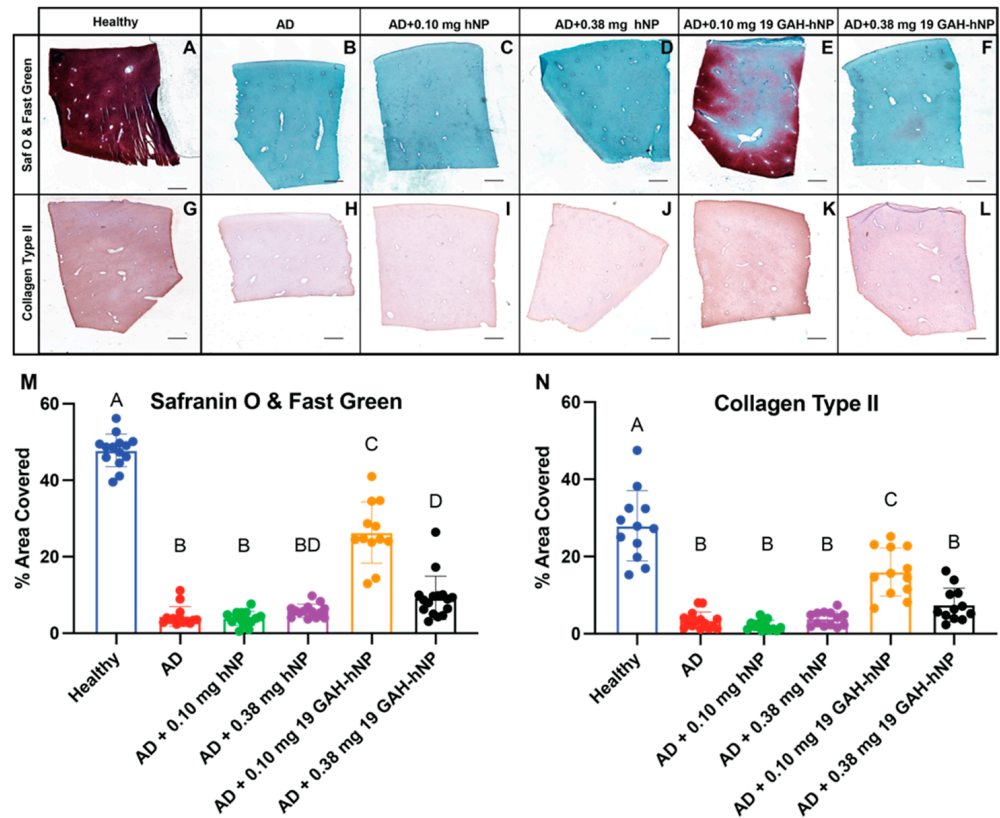 Healthy
AD
AD+0.10 mg hNP
AD+0.38 mg hNP
AD+0.10 mg 19 GAH-hNP
AD+0.38 mg 19 GAH-hNP
Saf O & Fast Green
A
B
C
D
E
F
Collagen Type II
G
H
I
J
K
L
M
Safranin O & Fast Green
% Area Covered
60
40
20
0
A
B
B
BD
C
D
Healthy
AD
AD + 0.10 mg hNP
AD + 0.38 mg hNP
AD + 0.10 mg 19 GAH-hNP
AD + 0.38 mg 19 GAH-hNP
N
Collagen Type II
% Area Covered
60
40
20
0
A
B
B
B
C
B
Healthy
AD
AD + 0.10 mg hNP
AD + 0.38 mg hNP
AD + 0.10 mg 19 GAH-hNP
AD + 0.38 mg 19 GAH-hNP